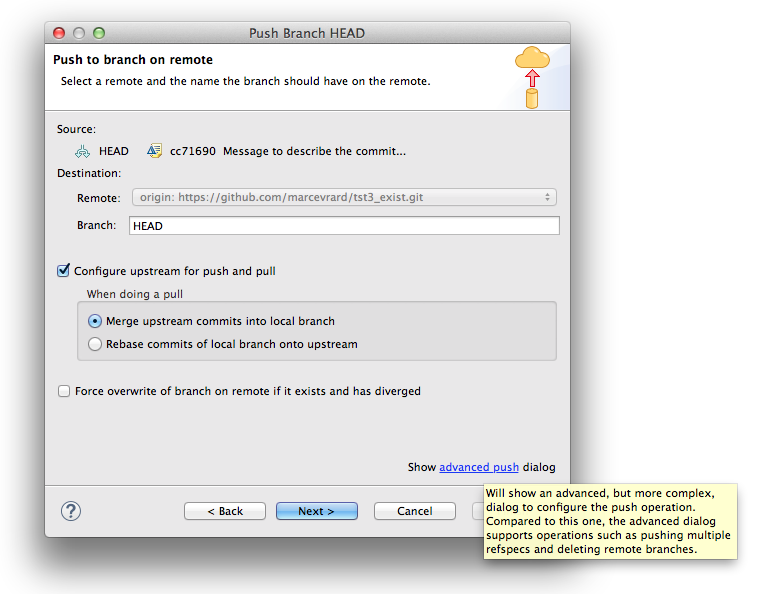 Push Branch HEAD
Push to branch on remote
Select a remote and the name the branch should have on the remote.
Source:
HEAD cc71690 Message to describe the commit...
Destination:
Remote: origin: https://github.com/marcevrard/tst3_exist.git
Branch: HEAD
Configure upstream for push and pull
When doing a pull
Merge upstream commits into local branch
Rebase commits of local branch onto upstream
Force overwrite of branch on remote if it exists and has diverged
Show advanced push dialog
? < Back Next > Cancel
Will show an advanced, but more complex,
dialog to configure the push operation.
Compared to this one, the advanced dialog
supports operations such as pushing multiple
refspecs and deleting remote branches.